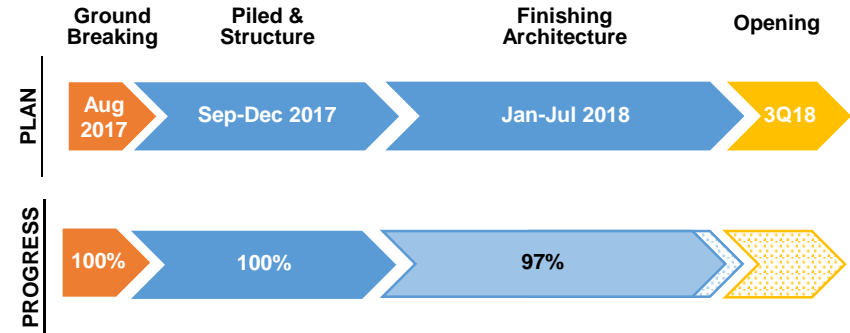 Ground
Breaking
Piled &
Structure
Finishing
Architecture
Opening
PLAN
Aug
2017
Sep-Dec 2017
Jan-Jul 2018
3Q18
PROGRESS
100%
100%
97%